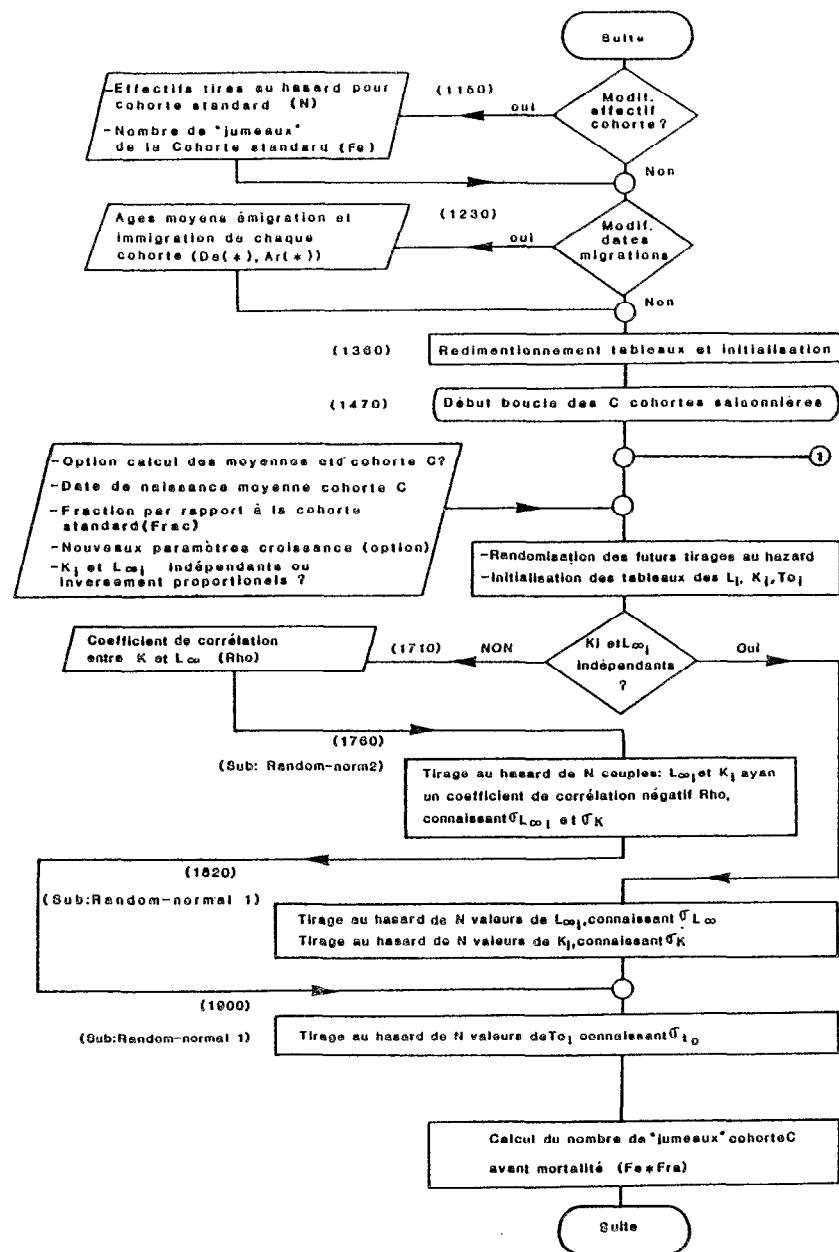 Suite
-Effectifs tires au hasard pour
cohorte standard (N)
-Nombre de "jumeaux"
de la Cohorte standard (Fe)
(1150)
oui
Modif.
effectif
cohorte?
Non
Ages moyens émigration et
immigration de chaque
cohorte (De(*), Ar(*))
(1230)
oui
Modif.
dates
migrations
Non
(1360)
Redimentionnement tableaux et initialisation
(1470)
Début boucle des C cohortes saisonnières
1
-Option calcul des moyennes etd cohorte C?
-Date de naissance moyenne cohorte C
-Fraction par rapport à la cohorte
standard(Frac)
-Nouveaux paramètres croissance (option)
-Ki et L∞i indépendants ou
inversement proportionels ?
-Randomisation des futurs tirages au hazard
-Initialisation des tableaux des Li, Ki, Toi
Coefficient de corrélation
entre K et L∞ (Rho)
(1710)
NON
Ki et L∞i
indépendants
?
Oui
(1760)
(Sub: Random-norm2)
Tirage au hasard de N couples: L∞i et Ki ayan
un coefficient de corrélation négatif Rho,
connaissant σL∞i et σK
(1820)
(Sub:Random-normal 1)
Tirage au hasard de N valeurs de L∞i,connaissant σL∞
Tirage au hasard de N valeurs de Ki,connaissant σK
(1900)
(Sub:Random-normal 1)
Tirage au hasard de N valeurs de Toi connaissant σto
Calcul du nombre de "jumeaux" cohorte C
avant mortalité (Fe*Fra)
Suite